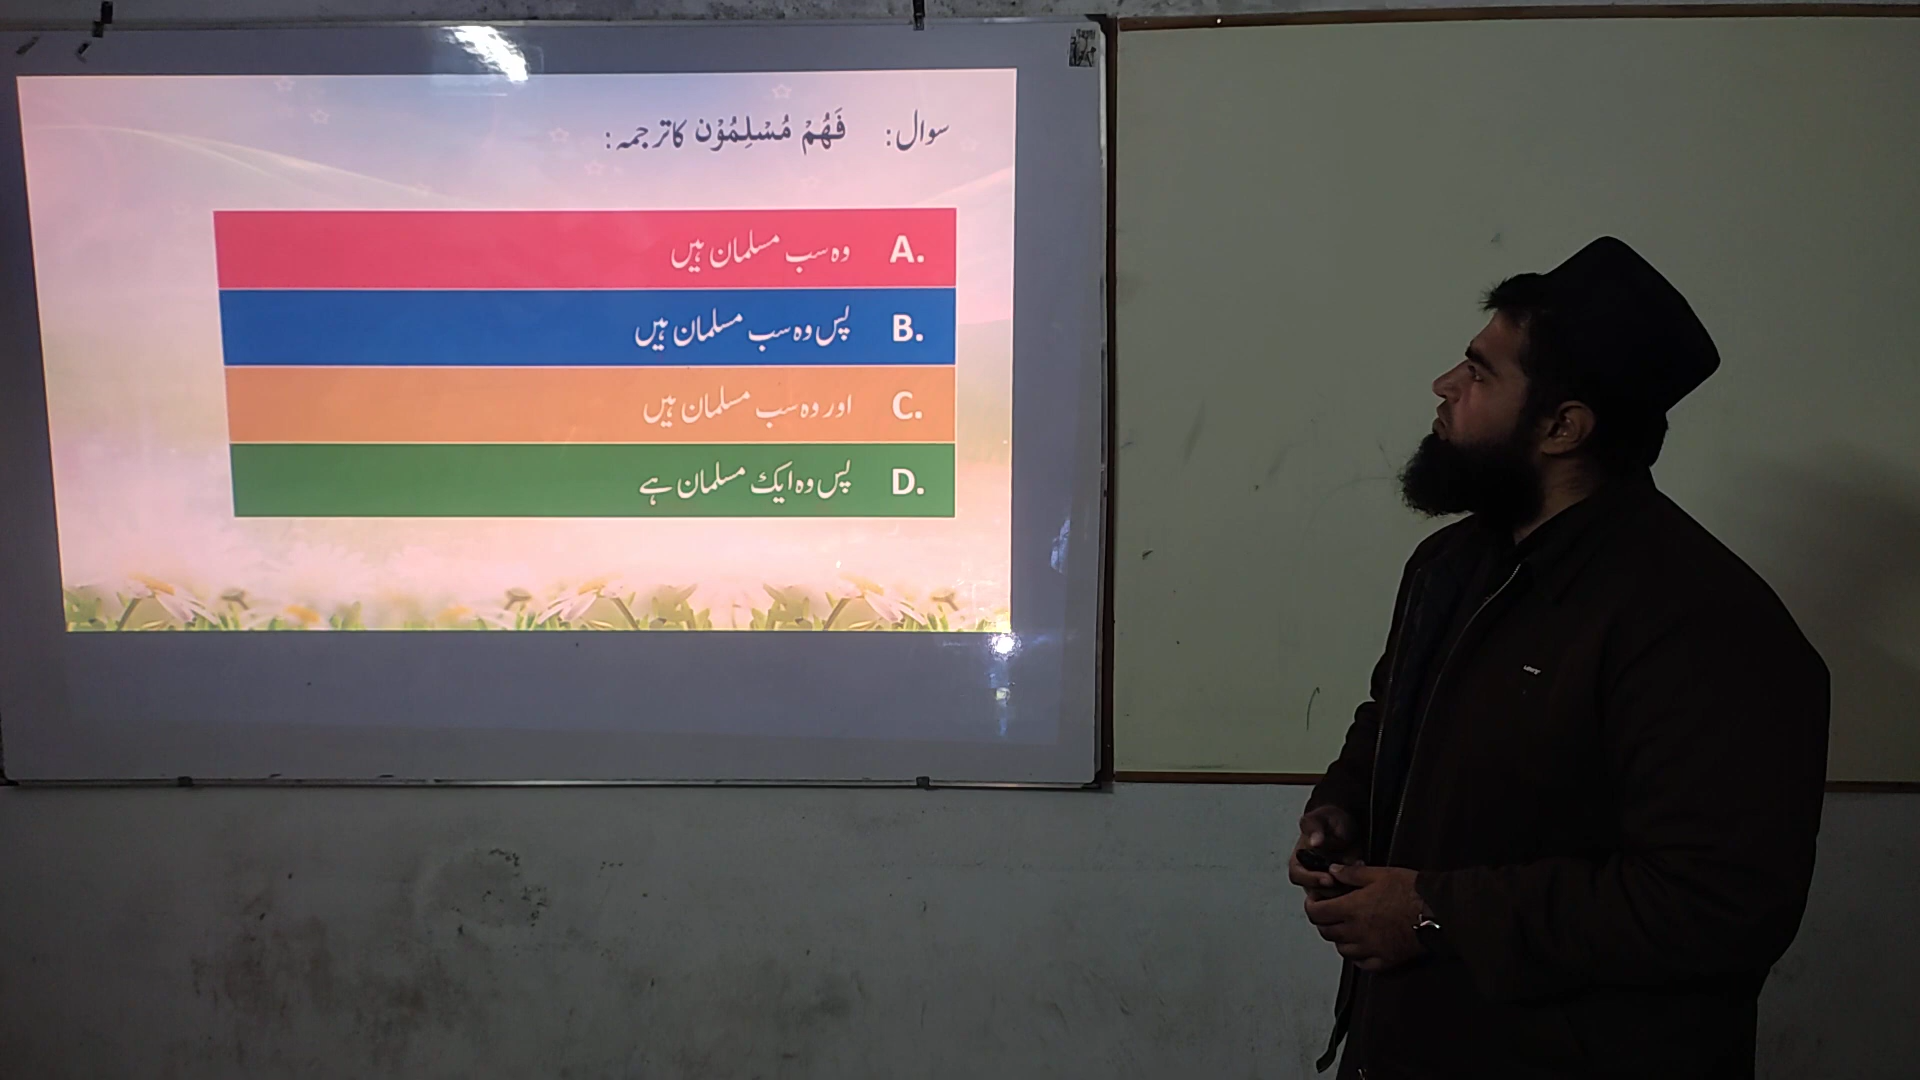 سوال: فَهُمْ مُسْلِمُوْن کا ترجمہ:
A. وہ سب مسلمان ہیں
B. پس وہ سب مسلمان ہیں
C. اور وہ سب مسلمان ہیں
D. پس وہ ایک مسلمان ہے